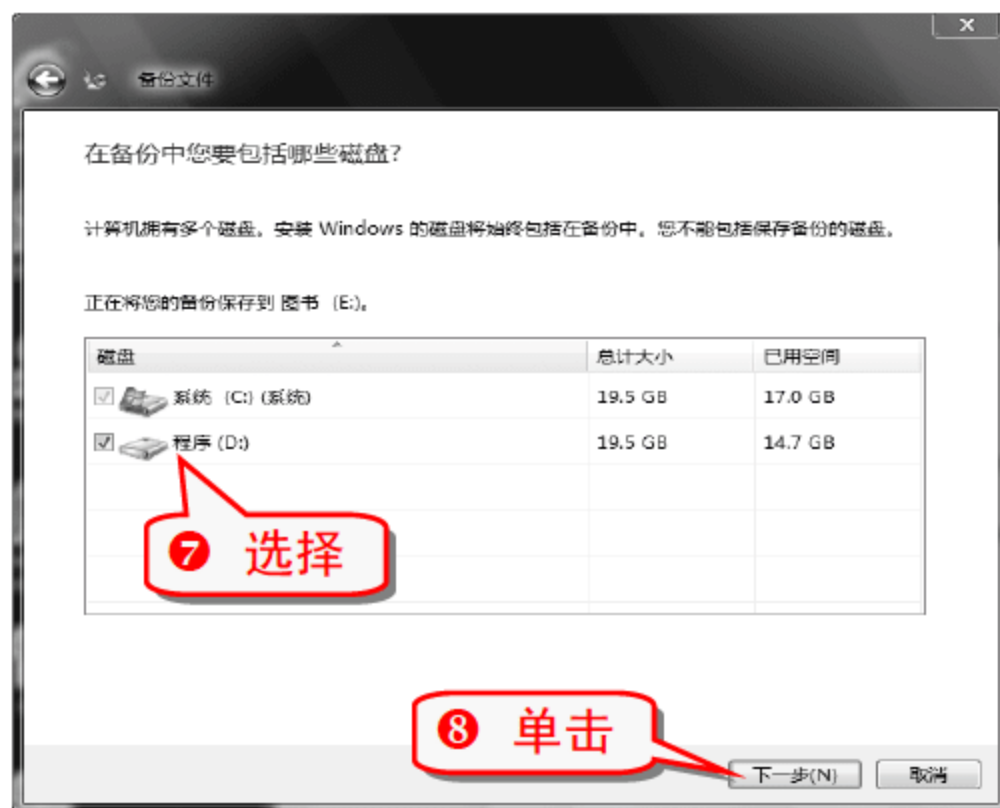 备份文件
在备份中您要包括哪些磁盘?
计算机拥有多个磁盘。安装 Windows 的磁盘将始终包括在备份中。您不能包括保存备份的磁盘。
正在将您的备份保存到 图书 (E:)。
磁盘 总计大小 已用空间
系统 (C:) (系统) 19.5 GB 17.0 GB
程序 (D:) 19.5 GB 14.7 GB
❼ 选择
❽ 单击
下一步(N) 取消